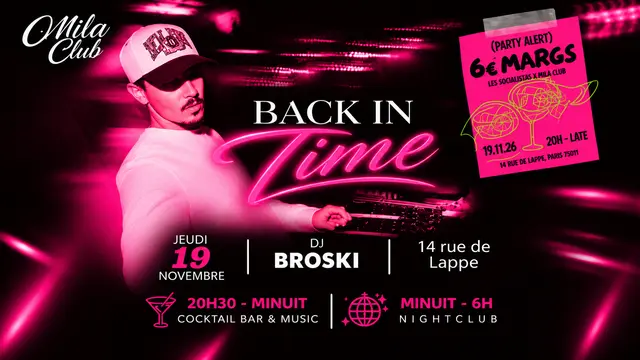 Mila
Club
(PARTY ALERT)
6€ MARGS
LES SOCIALISTAS X MILA CLUB
19.11.26
20H - LATE
14 RUE DE LAPPE, PARIS 75011
BACK IN
Time
JEUDI
19
NOVEMBRE
DJ
BROSKI
14 rue de
Lappe
20H30 - MINUIT
COCKTAIL BAR & MUSIC
MINUIT - 6H
NIGHTCLUB